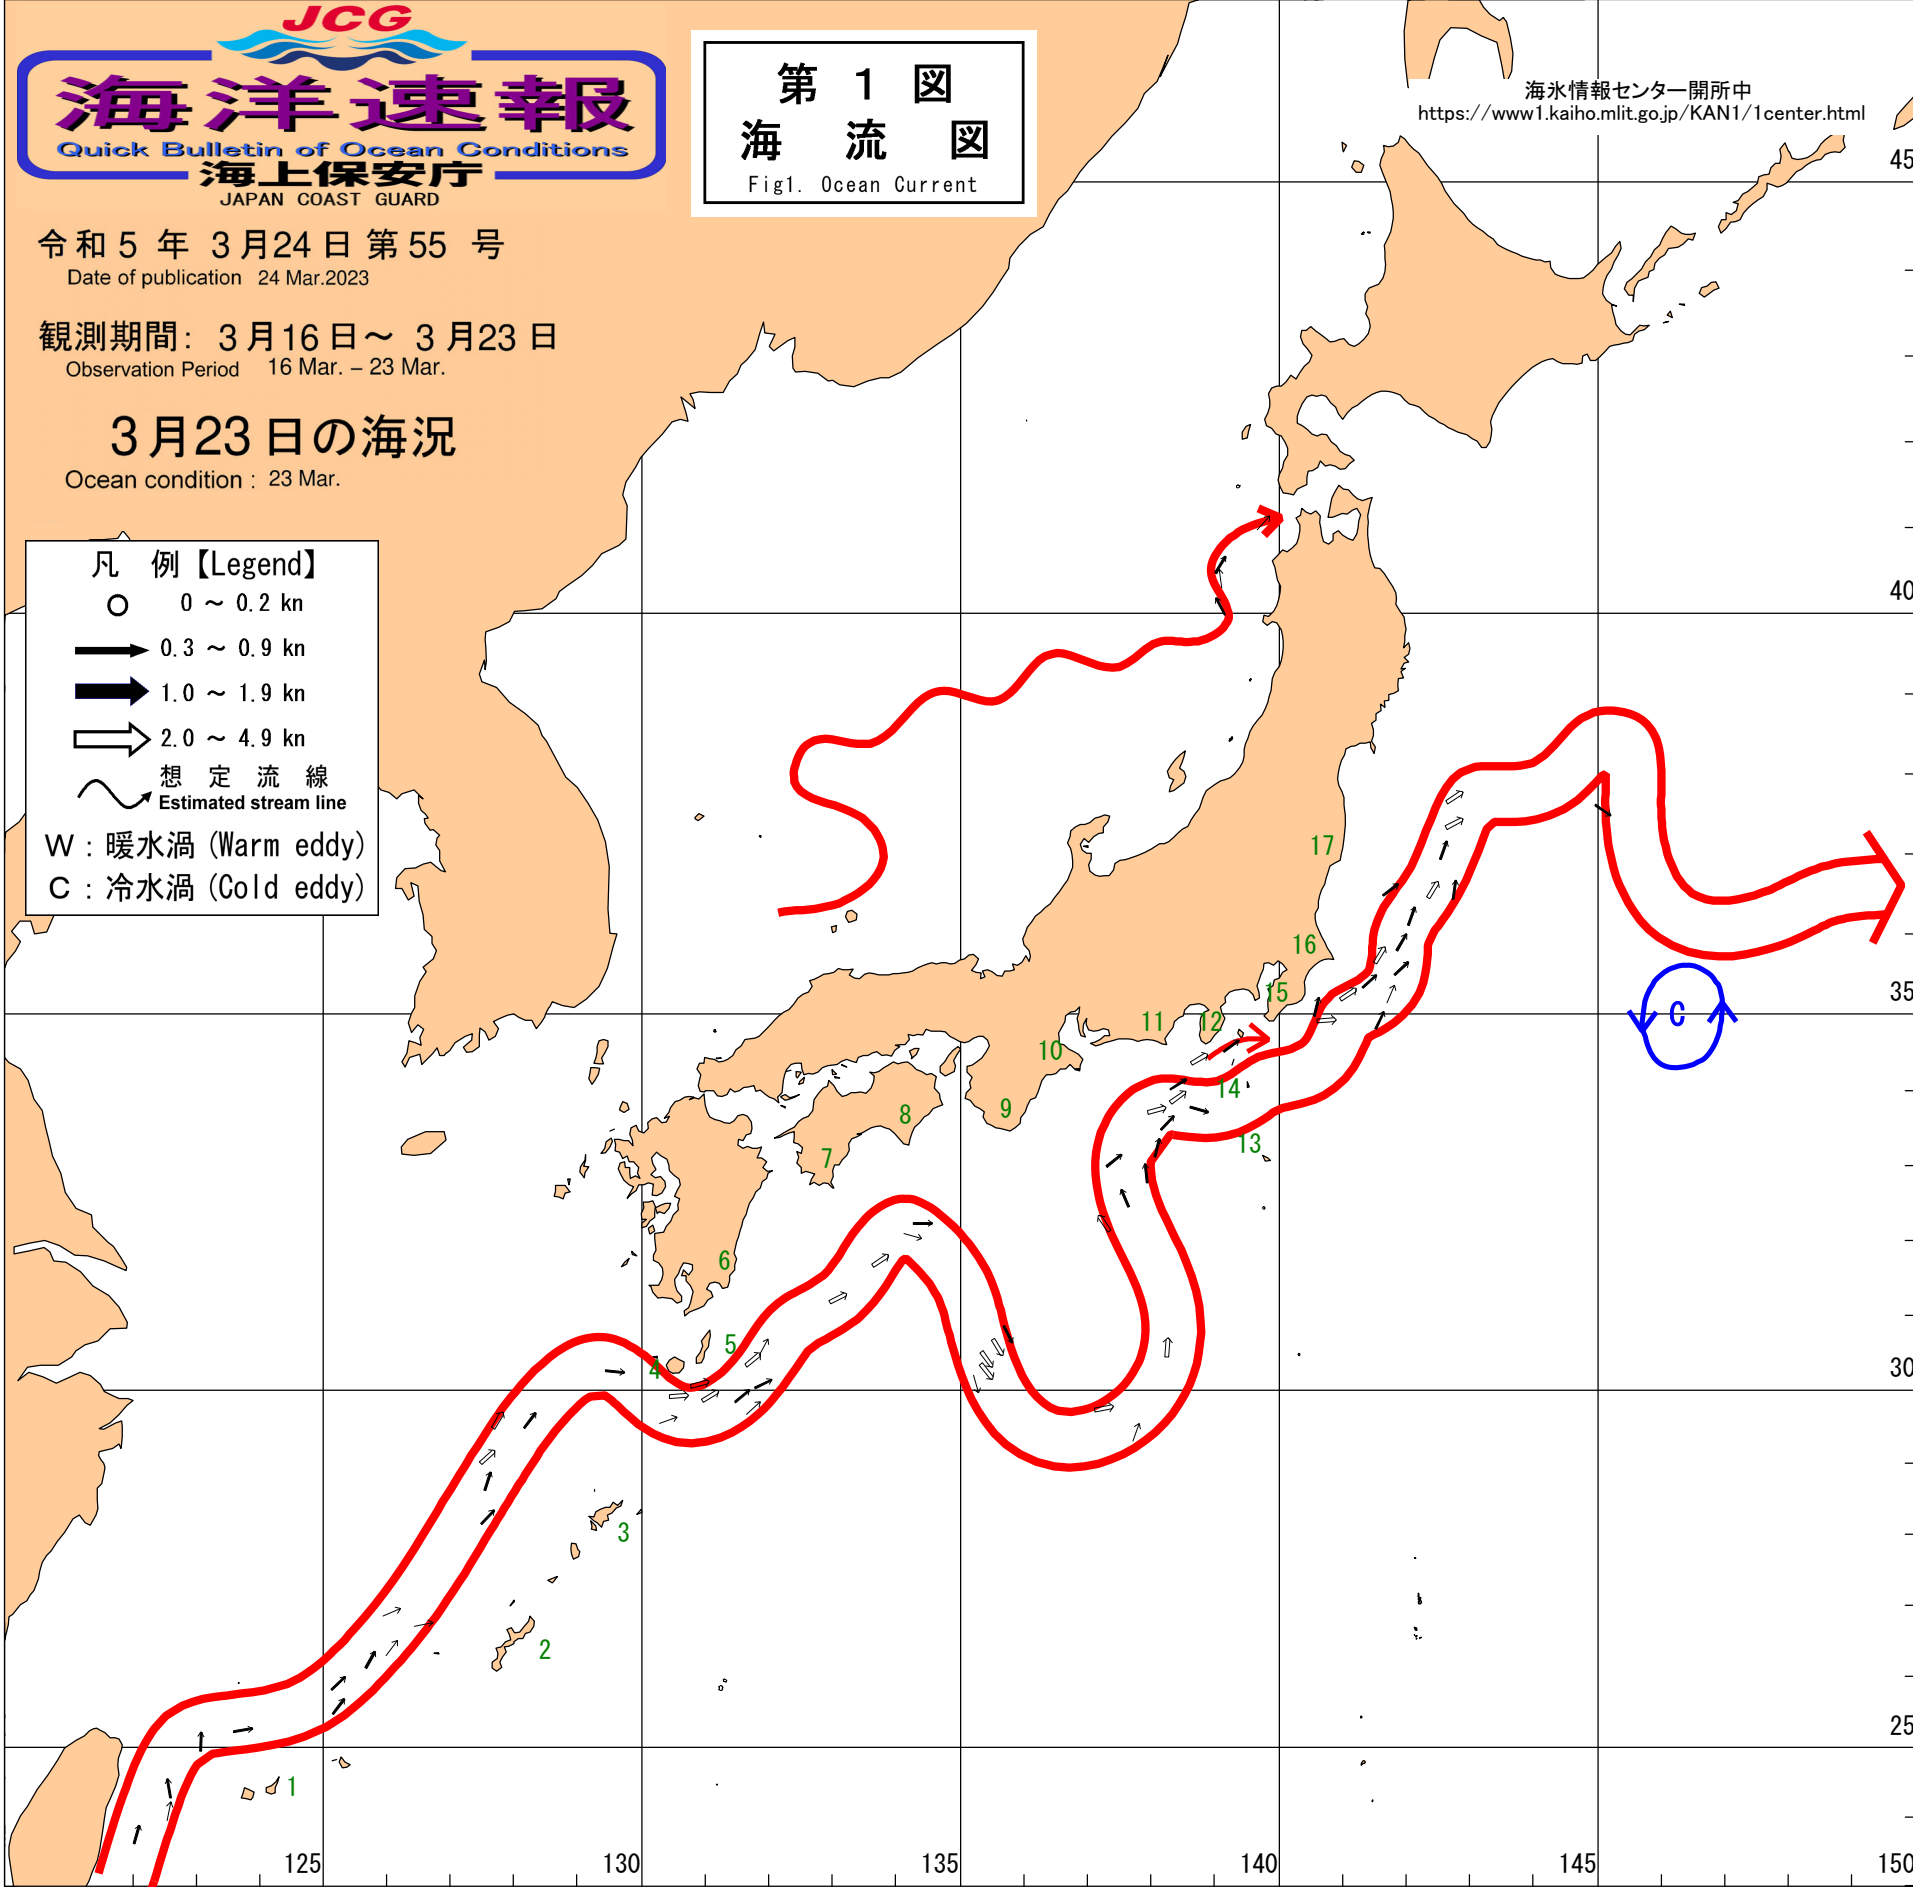 JCG
海洋速報
Quick Bulletin of Ocean Conditions
海上保安庁
JAPAN COAST GUARD
令和5年 3月24日 第55号
Date of publication 24 Mar.2023
観測期間: 3月16日~ 3月23日
Observation Period 16 Mar. – 23 Mar.
3月23日の海況
Ocean condition : 23 Mar.
第 1 図
海 流 図
Fig1. Ocean Current
海氷情報センター開所中
https://www1.kaiho.mlit.go.jp/KAN1/1center.html
凡 例【Legend】
0 ~ 0.2 kn
0.3 ~ 0.9 kn
1.0 ~ 1.9 kn
2.0 ~ 4.9 kn
想 定 流 線
Estimated stream line
W : 暖水渦 (Warm eddy)
C : 冷水渦 (Cold eddy)
45
40
35
30
25
17
16
15
11
12
10
14
9
8
13
7
6
5
4
3
2
1
C
125
130
135
140
145
150